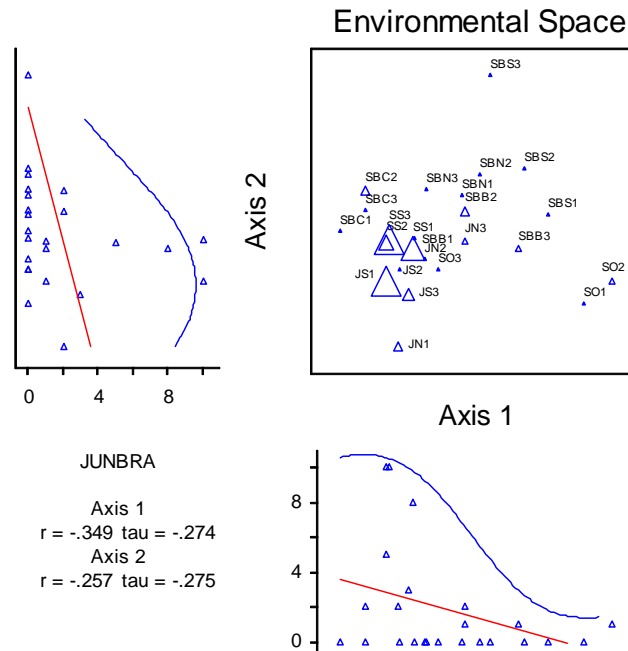 Environmental Space
SBS3
SBN2
SBS2
SBC2
SBN3
SBN1
SBB2
SBC3
SBC1
SBS1
SS3
SS2
SS1
JN3
SBB1
JN2
SBB3
JS1
JS2
SO3
SO2
JS3
SO1
JN1
Axis 2
0 4 8
Axis 1
JUNBRA
Axis 1
r = -.349 tau = -.274
Axis 2
r = -.257 tau = -.275
8
4
0